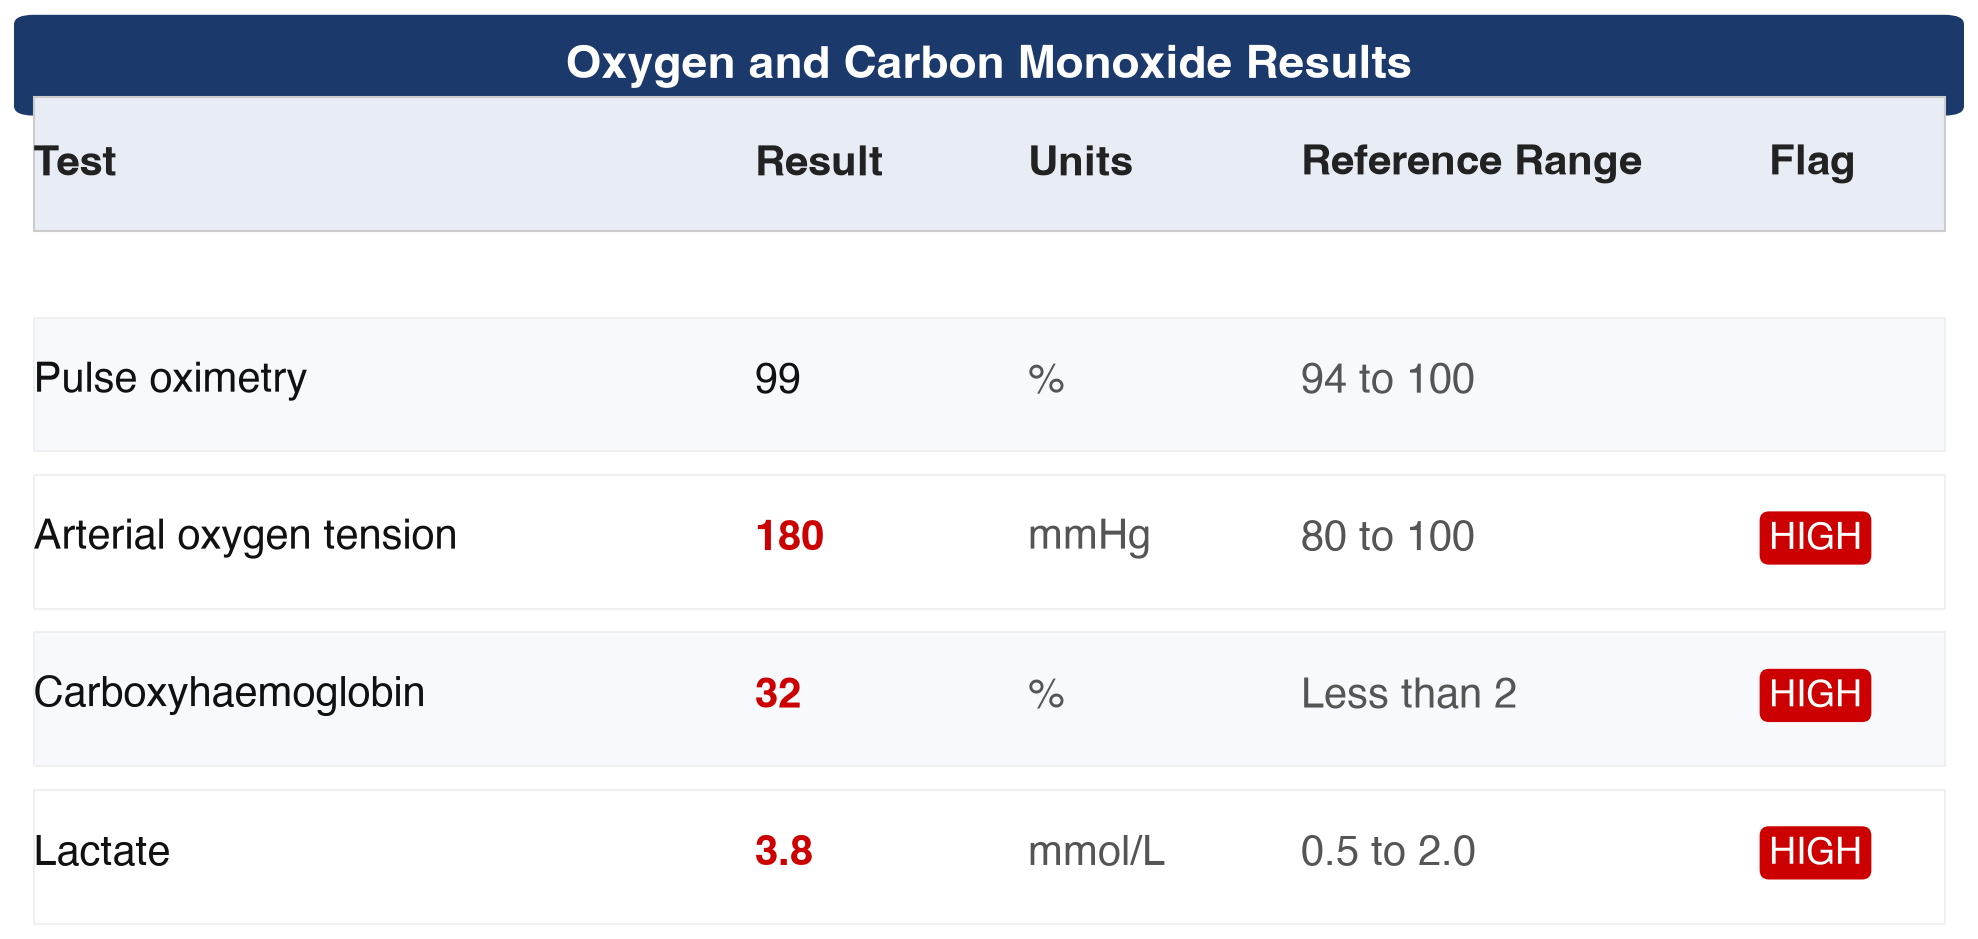 Oxygen and Carbon Monoxide Results
Test Result Units Reference Range Flag
Pulse oximetry 99 % 94 to 100
Arterial oxygen tension 180 mmHg 80 to 100 HIGH
Carboxyhaemoglobin 32 % Less than 2 HIGH
Lactate 3.8 mmol/L 0.5 to 2.0 HIGH